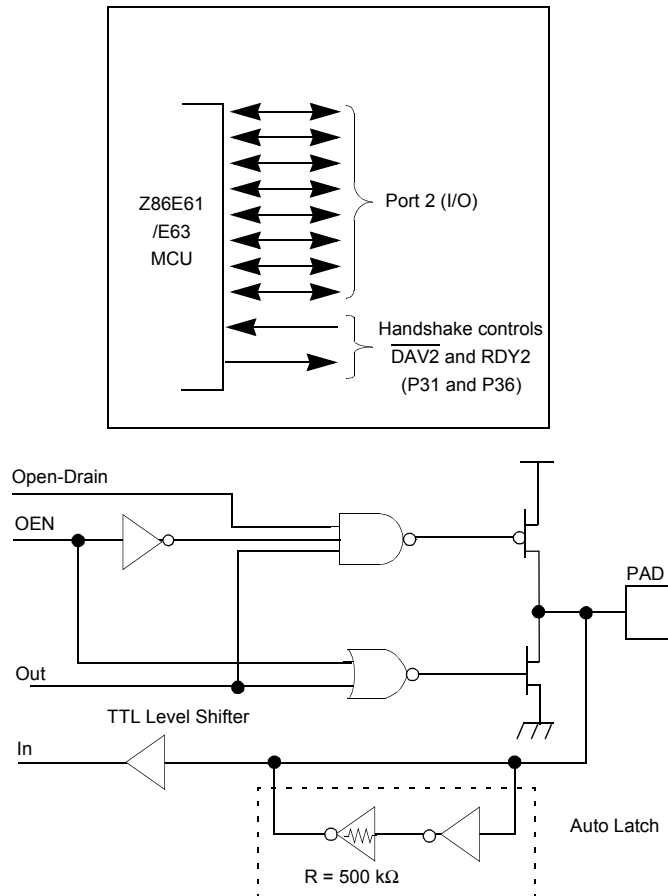 Z86E61
/E63
MCU
Port 2 (I/O)
Handshake controls
DAV2 and RDY2
(P31 and P36)
Open-Drain
OEN
PAD
Out
TTL Level Shifter
In
Auto Latch
R = 500 kΩ